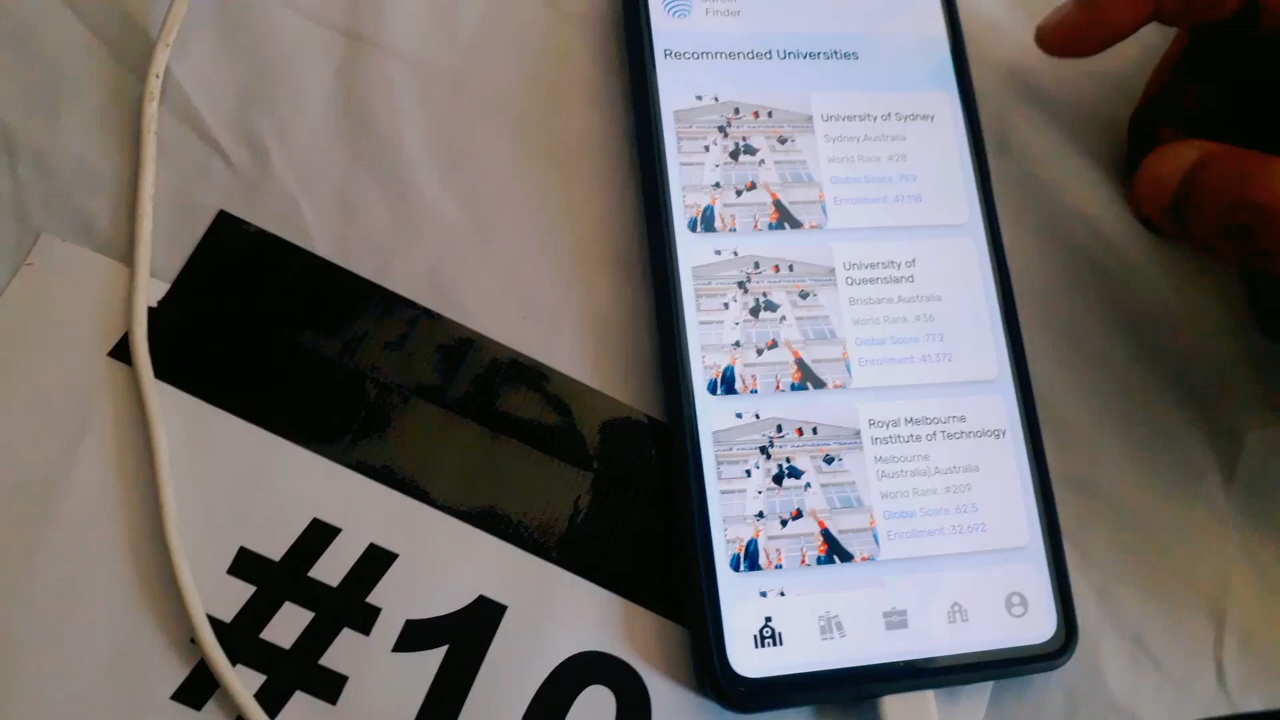 Career
Finder
Recommended Universities
University of Sydney
Sydney,Australia
World Rank :#28
Global Score :79.9
Enrollment :47,118
University of
Queensland
Brisbane,Australia
World Rank :#36
Global Score :77.2
Enrollment :41,372
Royal Melbourne
Institute of Technology
Melbourne
(Australia),Australia
World Rank :#209
Global Score :62.5
Enrollment :32,692
#10